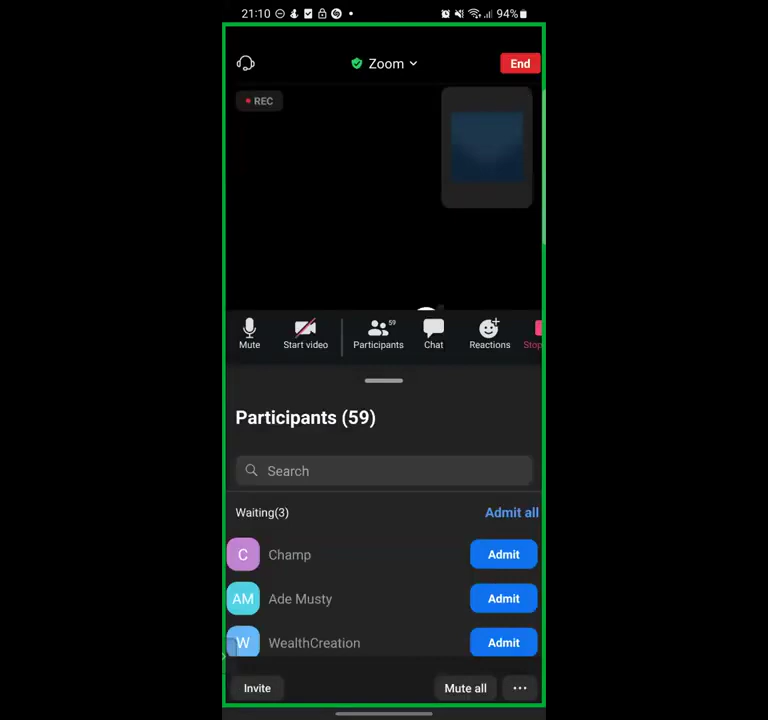 21:10 94%
Zoom End
REC
Mute Start video Participants 59 Chat Reactions Stop
Participants (59)
Search
Waiting(3) Admit all
C Champ Admit
AM Ade Musty Admit
W WealthCreation Admit
Invite Mute all ...